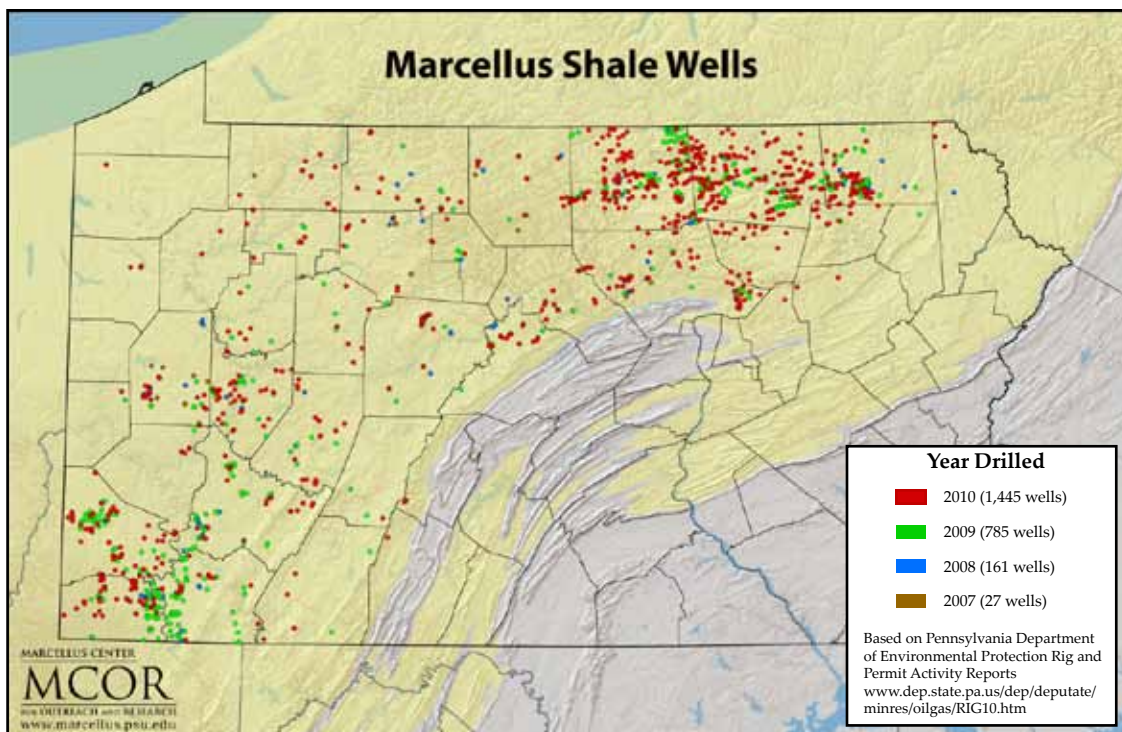 Marcellus Shale Wells
Year Drilled
2010 (1,445 wells)
2009 (785 wells)
2008 (161 wells)
2007 (27 wells)
Based on Pennsylvania Department
of Environmental Protection Rig and
Permit Activity Reports
www.dep.state.pa.us/dep/deputate/
minres/oilgas/RIG10.htm
MARCELLUS CENTER
MCOR
FOR OUTREACH AND RESEARCH
www.marcellus.psu.edu